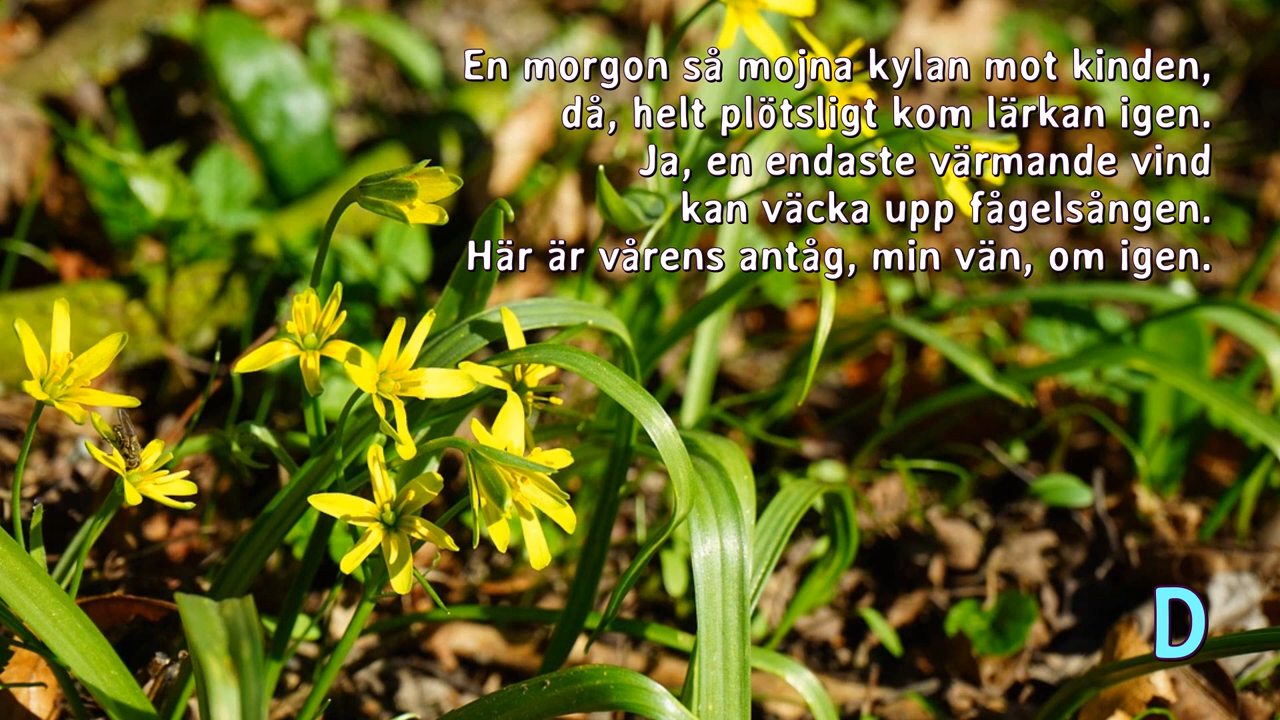 En morgon så mojna kylan mot kinden,
då, helt plötsligt kom lärkan igen.
Ja, en endaste värmande vind
kan väcka upp fågelsången.
Här är vårens antåg, min vän, om igen.
D